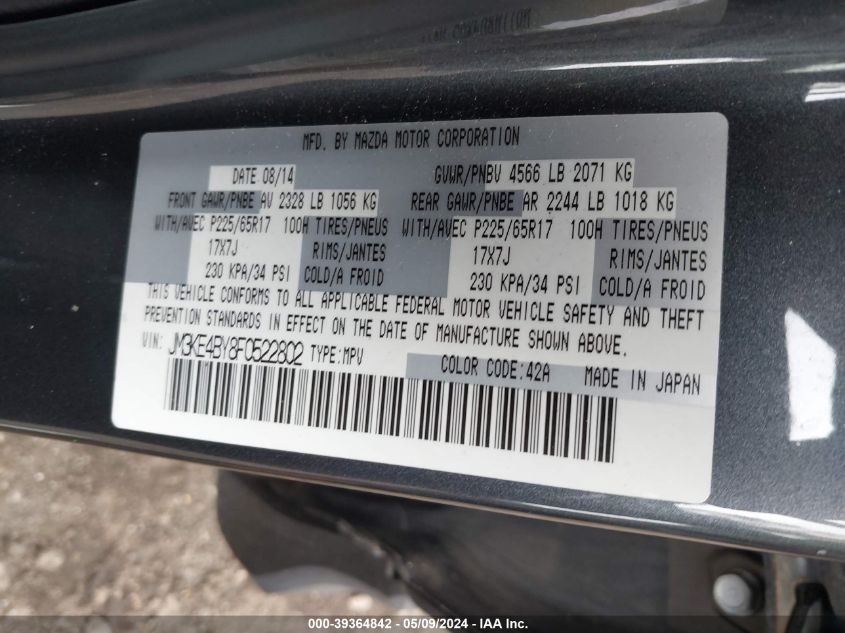 MFD. BY MAZDA MOTOR CORPORATION
DATE 08/14 GVWR/PNBV 4566 LB 2071 KG
FRONT GAWR/PNBE AV 2328 LB 1056 KG REAR GAWR/PNBE AR 2244 LB 1018 KG
WITH/AVEC P225/65R17 100H TIRES/PNEUS WITH/AVEC P225/65R17 100H TIRES/PNEUS
17X7J RIMS/JANTES 17X7J RIMS/JANTES
230 KPA/34 PSI COLD/A FROID 230 KPA/34 PSI COLD/A FROID
THIS VEHICLE CONFORMS TO ALL APPLICABLE FEDERAL MOTOR VEHICLE SAFETY AND THEFT
PREVENTION STANDARDS IN EFFECT ON THE DATE OF MANUFACTURE SHOWN ABOVE.
VIN: JM3KE4BY8F0522802 TYPE:MPV COLOR CODE:42A MADE IN JAPAN
000-39364842 — 05/09/2024 — IAA Inc.